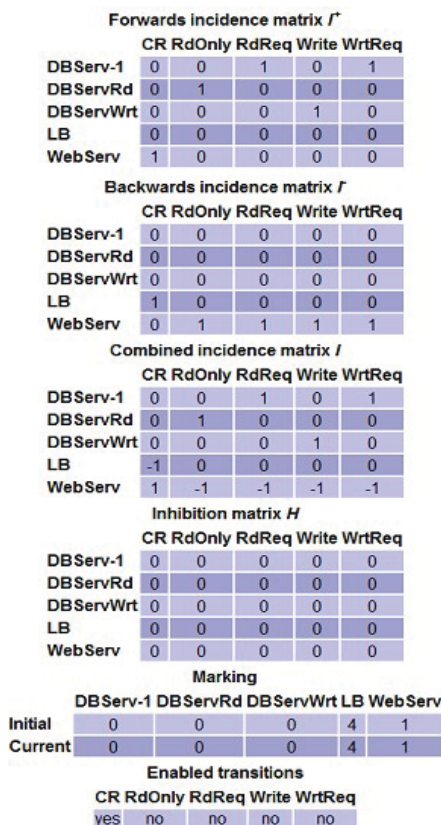 Forwards incidence matrix I+
CR RdOnly RdReq Write WrtReq
DBServ-1 0 0 1 0 1
DBServRd 0 1 0 0 0
DBServWrt 0 0 0 1 0
LB 0 0 0 0 0
WebServ 1 0 0 0 0
Backwards incidence matrix I-
CR RdOnly RdReq Write WrtReq
DBServ-1 0 0 0 0 0
DBServRd 0 0 0 0 0
DBServWrt 0 0 0 0 0
LB 1 0 0 0 0
WebServ 0 1 1 1 1
Combined incidence matrix I
CR RdOnly RdReq Write WrtReq
DBServ-1 0 0 1 0 1
DBServRd 0 1 0 0 0
DBServWrt 0 0 0 1 0
LB -1 0 0 0 0
WebServ 1 -1 -1 -1 -1
Inhibition matrix H
CR RdOnly RdReq Write WrtReq
DBServ-1 0 0 0 0 0
DBServRd 0 0 0 0 0
DBServWrt 0 0 0 0 0
LB 0 0 0 0 0
WebServ 0 0 0 0 0
Marking
DBServ-1 DBServRd DBServWrt LB WebServ
Initial 0 0 0 4 1
Current 0 0 0 4 1
Enabled transitions
CR RdOnly RdReq Write WrtReq
yes no no no no